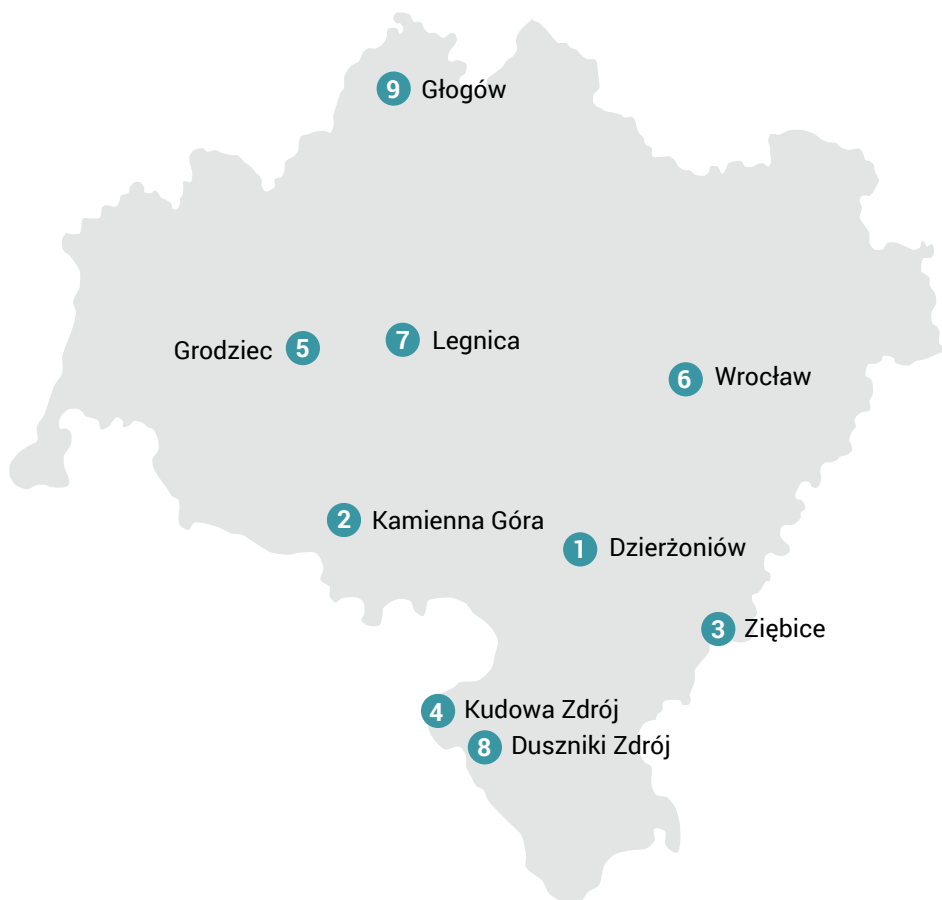 9 Głogów
Grodziec 5
7 Legnica
6 Wrocław
2 Kamienna Góra
1 Dzierżoniów
3 Ziębice
4 Kudowa Zdrój
8 Duszniki Zdrój